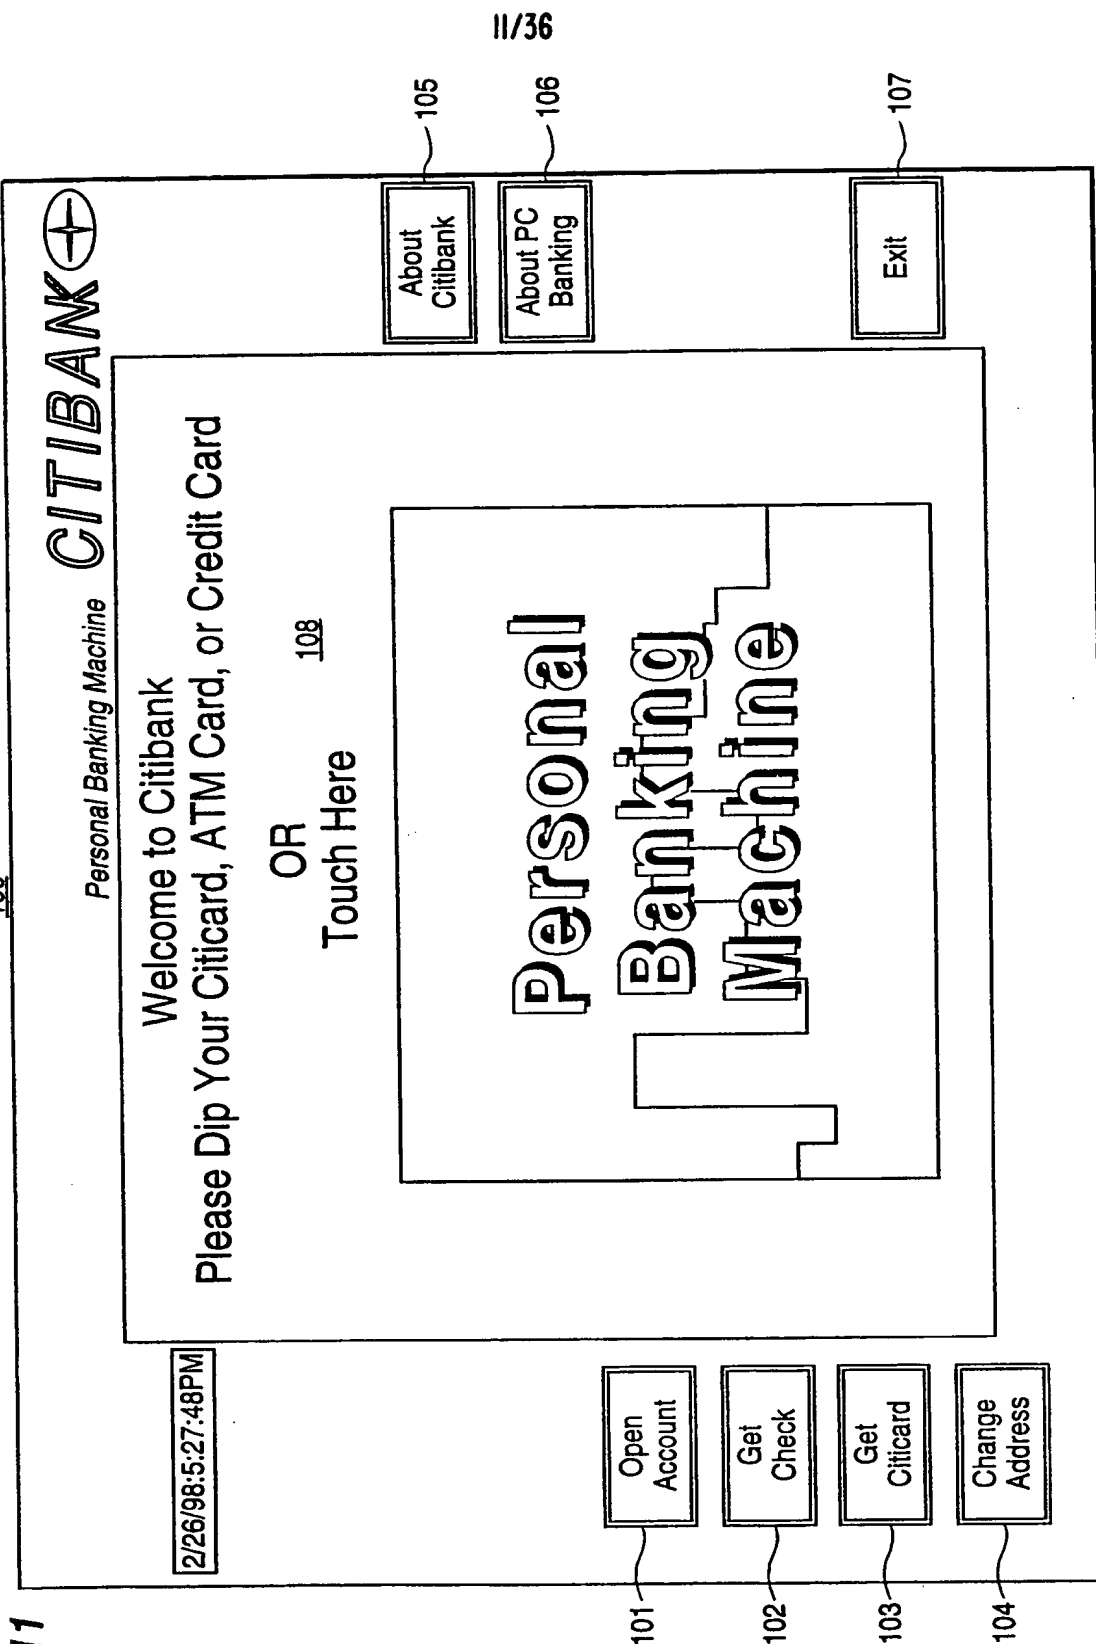 11/36
CITIBANK
Personal Banking Machine
2/26/98:5:27:48PM
Welcome to Citibank
Please Dip Your Citicard, ATM Card, or Credit Card
OR
Touch Here
108
Personal
Banking
Machine
Open
Account
Get
Check
Get
Citicard
Change
Address
101
102
103
104
About
Citibank
About PC
Banking
Exit
105
106
107